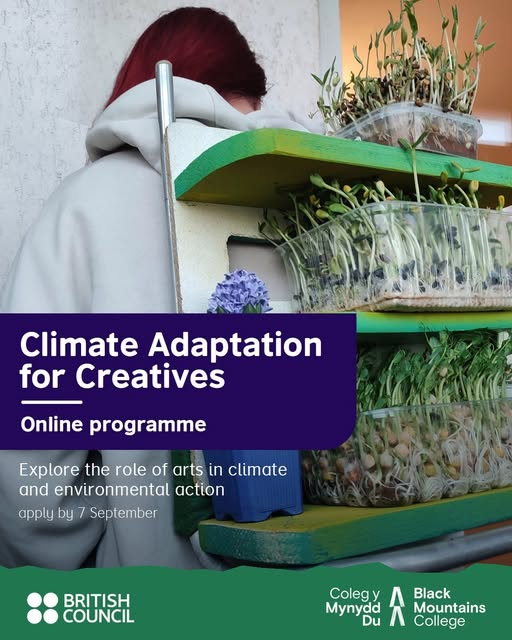 Climate Adaptation
for Creatives
Online programme
Explore the role of arts in climate
and environmental action
apply by 7 September
BRITISH
COUNCIL
Coleg y
Mynydd
Du
Black
Mountains
College